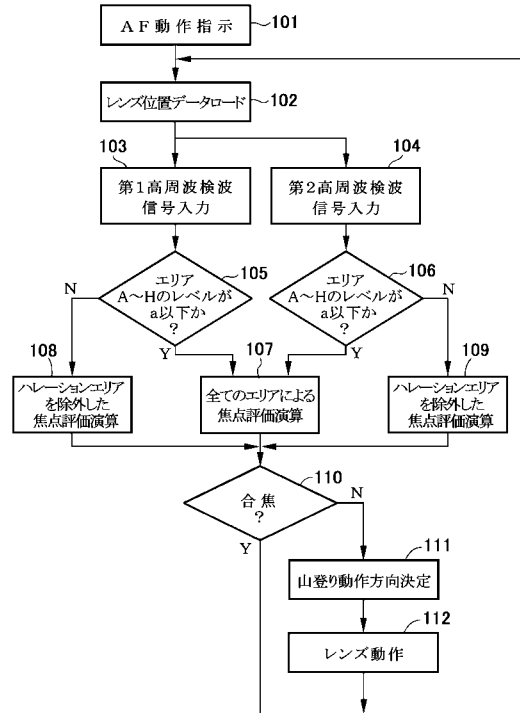 AF動作指示
101
レンズ位置データロード
102
103
第1高周波検波
信号入力
104
第2高周波検波
信号入力
105
エリア
A～Hのレベルが
a以下か
?
N
Y
106
エリア
A～Hのレベルが
a以下か
?
N
Y
108
ハレーションエリア
を除外した
焦点評価演算
107
全てのエリアによる
焦点評価演算
109
ハレーションエリア
を除外した
焦点評価演算
110
合焦
?
N
Y
111
山登り動作方向決定
112
レンズ動作